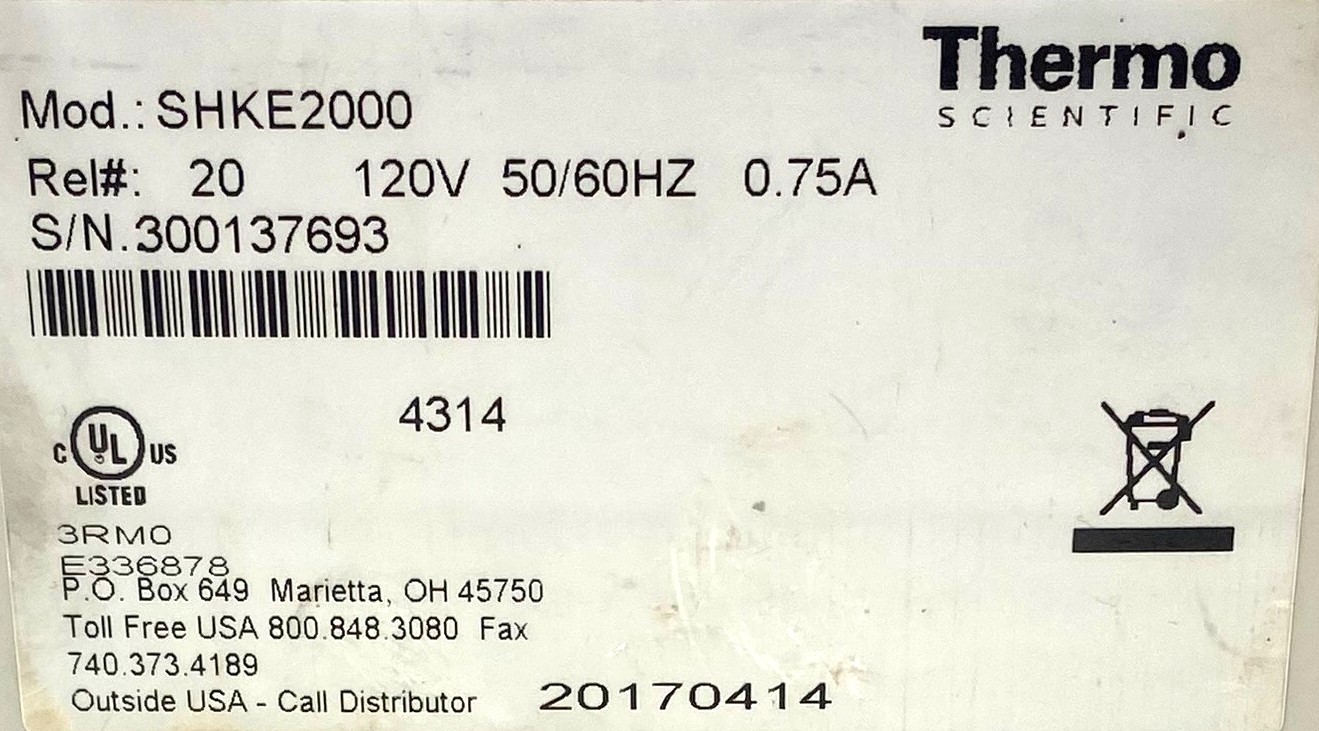 Thermo
SCIENTIFIC
Mod.: SHKE2000
Rel#: 20 120V 50/60HZ 0.75A
S/N.300137693
4314
C UL US
LISTED
3RMO
E336878
P.O. Box 649 Marietta, OH 45750
Toll Free USA 800.848.3080 Fax
740.373.4189
Outside USA - Call Distributor 20170414